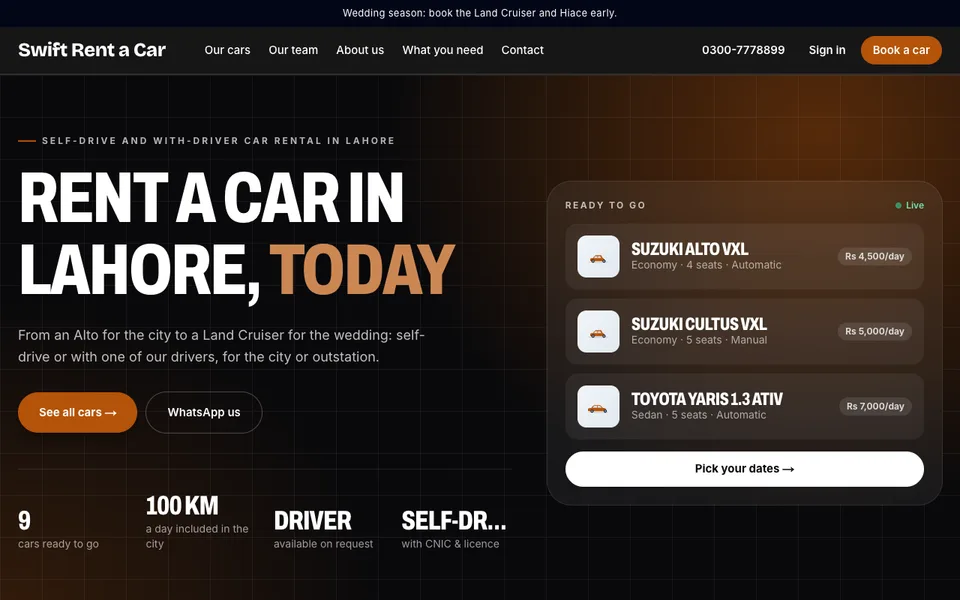 Wedding season: book the Land Cruiser and Hiace early.
Swift Rent a Car
Our cars
Our team
About us
What you need
Contact
0300-7778899
Sign in
Book a car
SELF-DRIVE AND WITH-DRIVER CAR RENTAL IN LAHORE
RENT A CAR IN
LAHORE, TODAY
From an Alto for the city to a Land Cruiser for the wedding: self-
drive or with one of our drivers, for the city or outstation.
See all cars →
WhatsApp us
9
cars ready to go
100 KM
a day included in the
city
DRIVER
available on request
SELF-DR...
with CNIC & licence
READY TO GO
Live
SUZUKI ALTO VXL
Economy · 4 seats · Automatic
Rs 4,500/day
SUZUKI CULTUS VXL
Economy · 5 seats · Manual
Rs 5,000/day
TOYOTA YARIS 1.3 ATIV
Sedan · 5 seats · Automatic
Rs 7,000/day
Pick your dates →